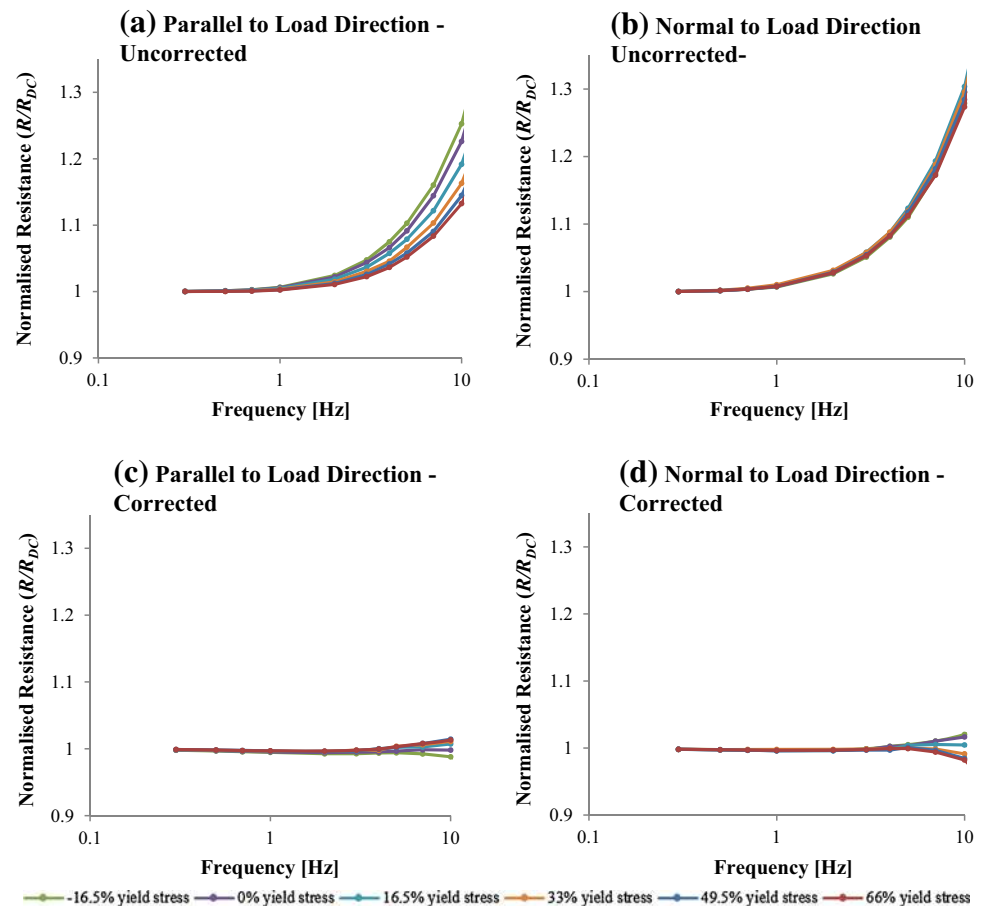 (a) Parallel to Load Direction -
Uncorrected
Normalised Resistance (R/R_DC)
1.3
1.2
1.1
1
0.9
0.1
1
10
Frequency [Hz]
(b) Normal to Load Direction
Uncorrected-
Normalised Resistance (R/R_DC)
1.3
1.2
1.1
1
0.9
0.1
1
10
Frequency [Hz]
(c) Parallel to Load Direction -
Corrected
Normalised Resistance (R/R_DC)
1.3
1.2
1.1
1
0.9
0.1
1
10
Frequency [Hz]
(d) Normal to Load Direction -
Corrected
Normalised Resistance (R/R_DC)
1.3
1.2
1.1
1
0.9
0.1
1
10
Frequency [Hz]
-16.5% yield stress 0% yield stress 16.5% yield stress 33% yield stress 49.5% yield stress 66% yield stress